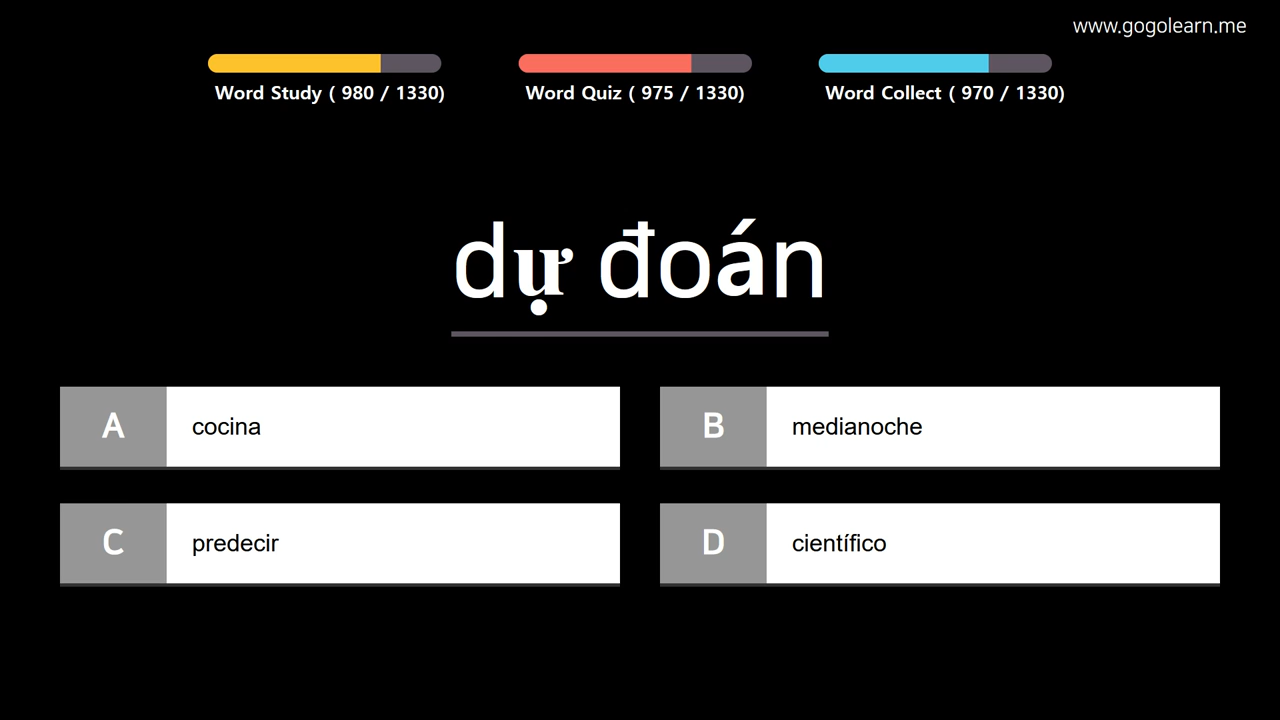 www.gogolearn.me
Word Study ( 980 / 1330)
Word Quiz ( 975 / 1330)
Word Collect ( 970 / 1330)
dự đoán
A cocina
B medianoche
C predecir
D científico